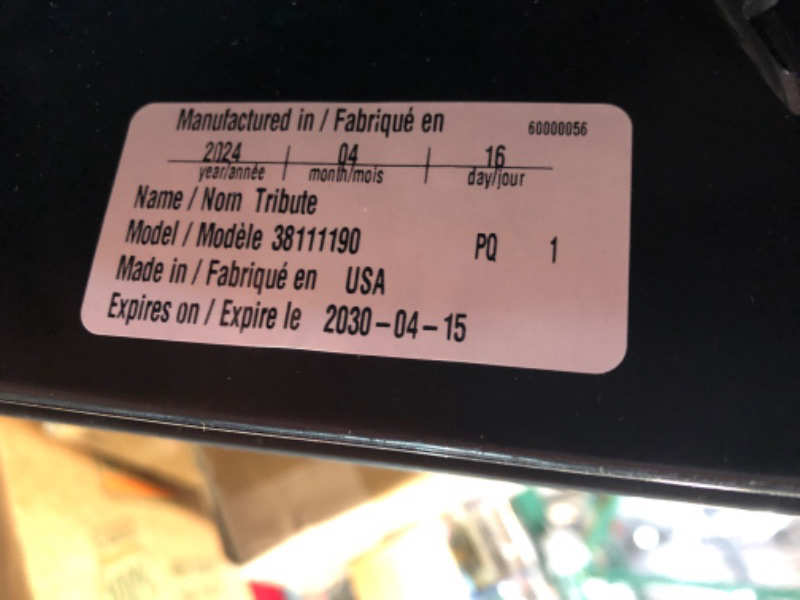 Manufactured in / Fabriqué en 60000056
2024 | 04 | 16
year/année month/mois day/jour
Name / Nom Tribute
Model / Modèle 38111190 PQ 1
Made in / Fabriqué en USA
Expires on / Expire le 2030-04-15